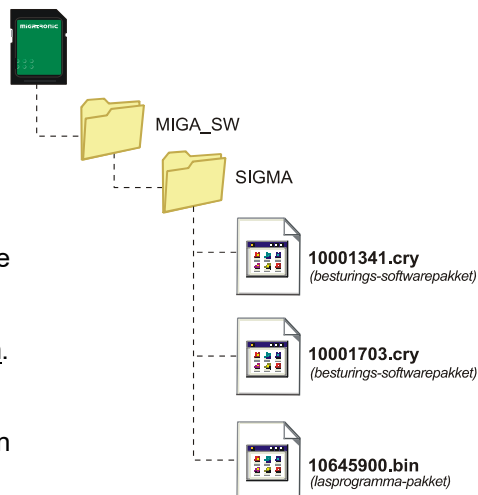 migatronic
MIGA_SW
SIGMA
e
10001341.cry
(besturings-softwarepakket)
.
10001703.cry
(besturings-softwarepakket)
n
10645900.bin
(lasprogramma-pakket)